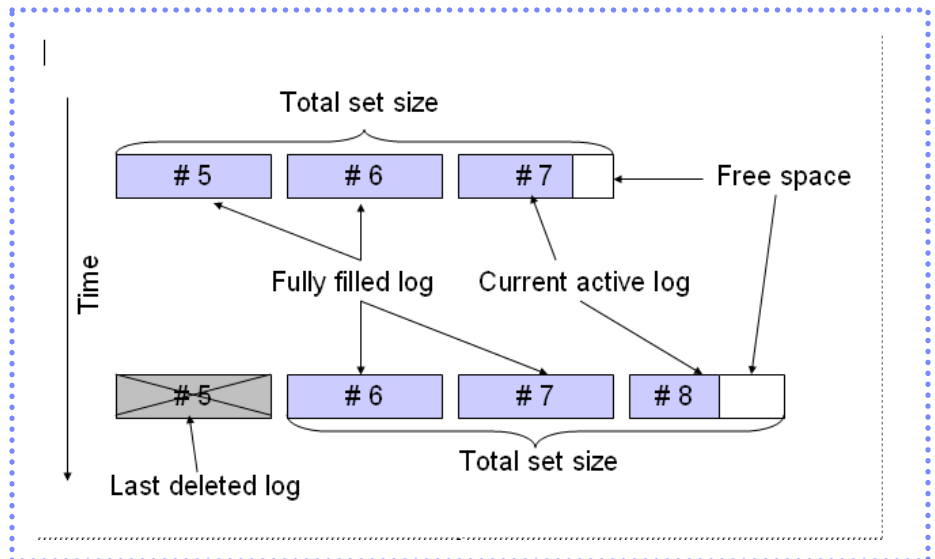 Total set size
# 5
# 6
# 7
Free space
Time
Fully filled log
Current active log
# 5
# 6
# 7
# 8
Total set size
Last deleted log